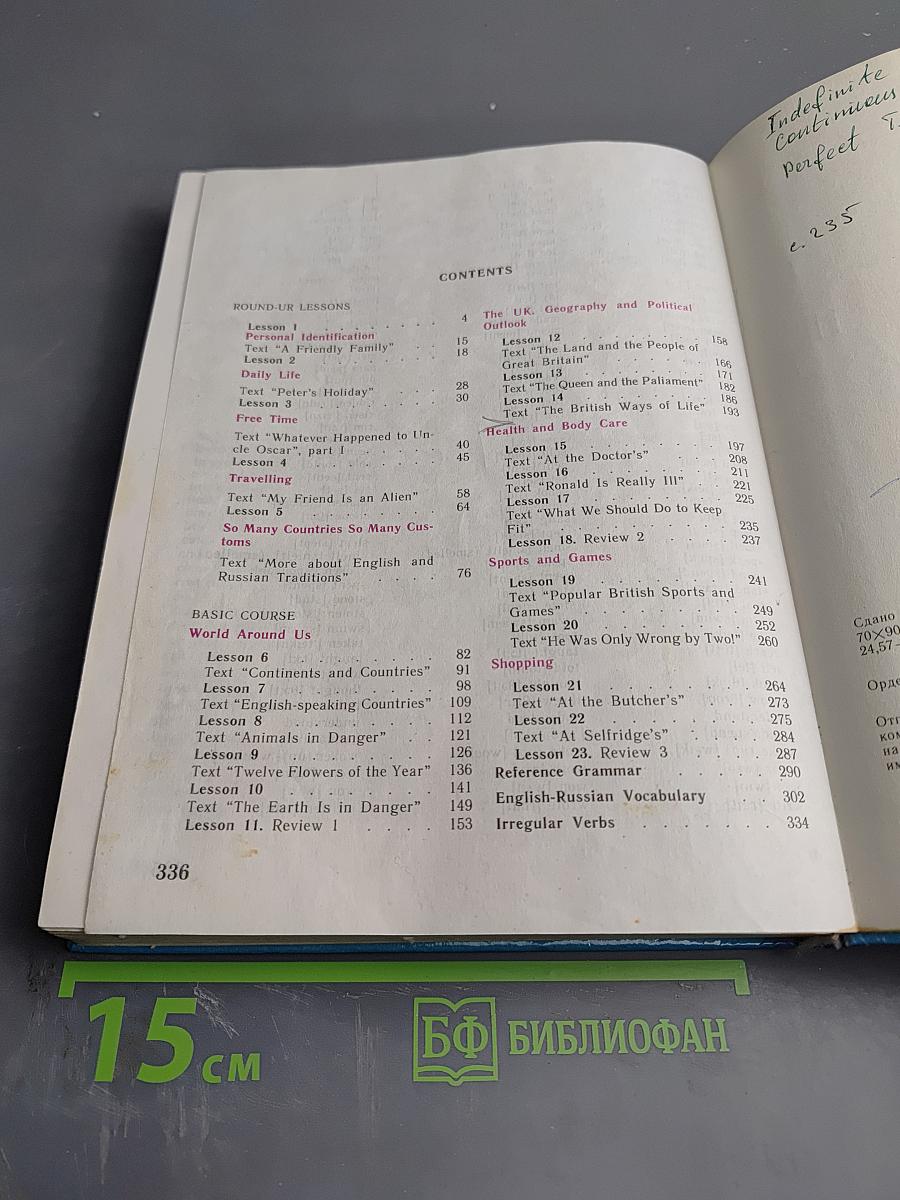 CONTENTS
ROUND-UR LESSONS
Lesson 1 . . . . . . . . 4
Personal Identification
Text "A Friendly Family" . . 15
Lesson 2 . . . . . . . . 18
Daily Life
Text "Peter's Holiday" . . . 28
Lesson 3 . . . . . . . . 30
Free Time
Text "Whatever Happened to Un-
cle Oscar", part I . . . . . 40
Lesson 4 . . . . . . . . 45
Travelling
Text "My Friend Is an Alien" 58
Lesson 5 . . . . . . . . 64
So Many Countries So Many Cus-
toms
Text "More about English and
Russian Traditions" . . . . 76
BASIC COURSE
World Around Us
Lesson 6 . . . . . . . . 82
Text "Continents and Countries" 91
Lesson 7 . . . . . . . . 98
Text "English-speaking Countries" 109
Lesson 8 . . . . . . . . 112
Text "Animals in Danger" . . 121
Lesson 9 . . . . . . . . 126
Text "Twelve Flowers of the Year" 136
Lesson 10 . . . . . . . . 141
Text "The Earth Is in Danger" 149
Lesson 11. Review 1 . . . . 153
336
The UK. Geography and Political
Outlook
Lesson 12 . . . . . . . . 158
Text "The Land and the People of
Great Britain" . . . . . . 166
Lesson 13 . . . . . . . . 171
Text "The Queen and the Paliament" 182
Lesson 14 . . . . . . . . 186
Text "The British Ways of Life" 193
Health and Body Care
Lesson 15 . . . . . . . . 197
Text "At the Doctor's" . . . 208
Lesson 16 . . . . . . . . 211
Text "Ronald Is Really Ill" . . 221
Lesson 17 . . . . . . . . 225
Text "What We Should Do to Keep
Fit" . . . . . . . . 235
Lesson 18. Review 2 . . . . 237
Sports and Games
Lesson 19 . . . . . . . . 241
Text "Popular British Sports and
Games" . . . . . . . . 249
Lesson 20 . . . . . . . . 252
Text "He Was Only Wrong by Two!" 260
Shopping
Lesson 21 . . . . . . . . 264
Text "At the Butcher's" . . . 273
Lesson 22 . . . . . . . . 275
Text "At Selfridge's" . . . . 284
Lesson 23. Review 3 . . . . 287
Reference Grammar . . . . . 290
English-Russian Vocabulary . 302
Irregular Verbs . . . . . . . 334
Indefinite
Continuous
Perfect T.
с. 235
Сдано
70×90
24,57
Орде
Отп
ком
на
им
15 см
БФ БИБЛИОФАН